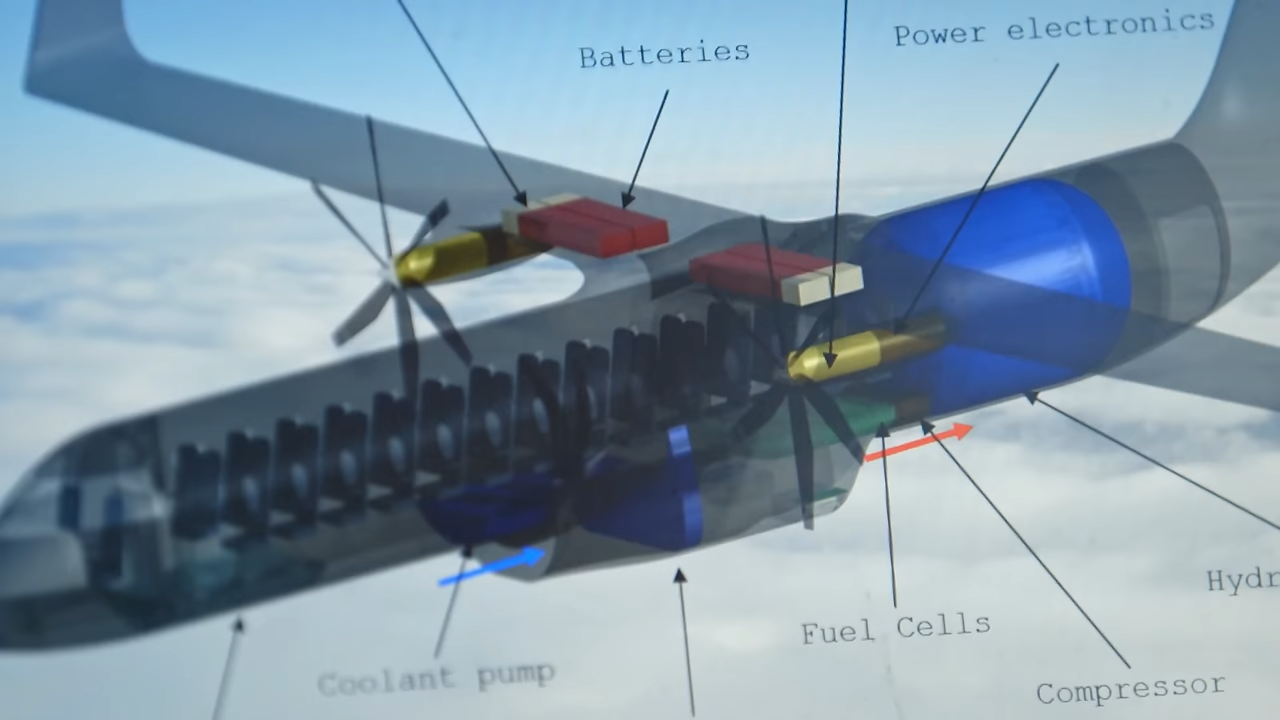 Batteries
Power electronics
Fuel Cells
Coolant pump
Compressor